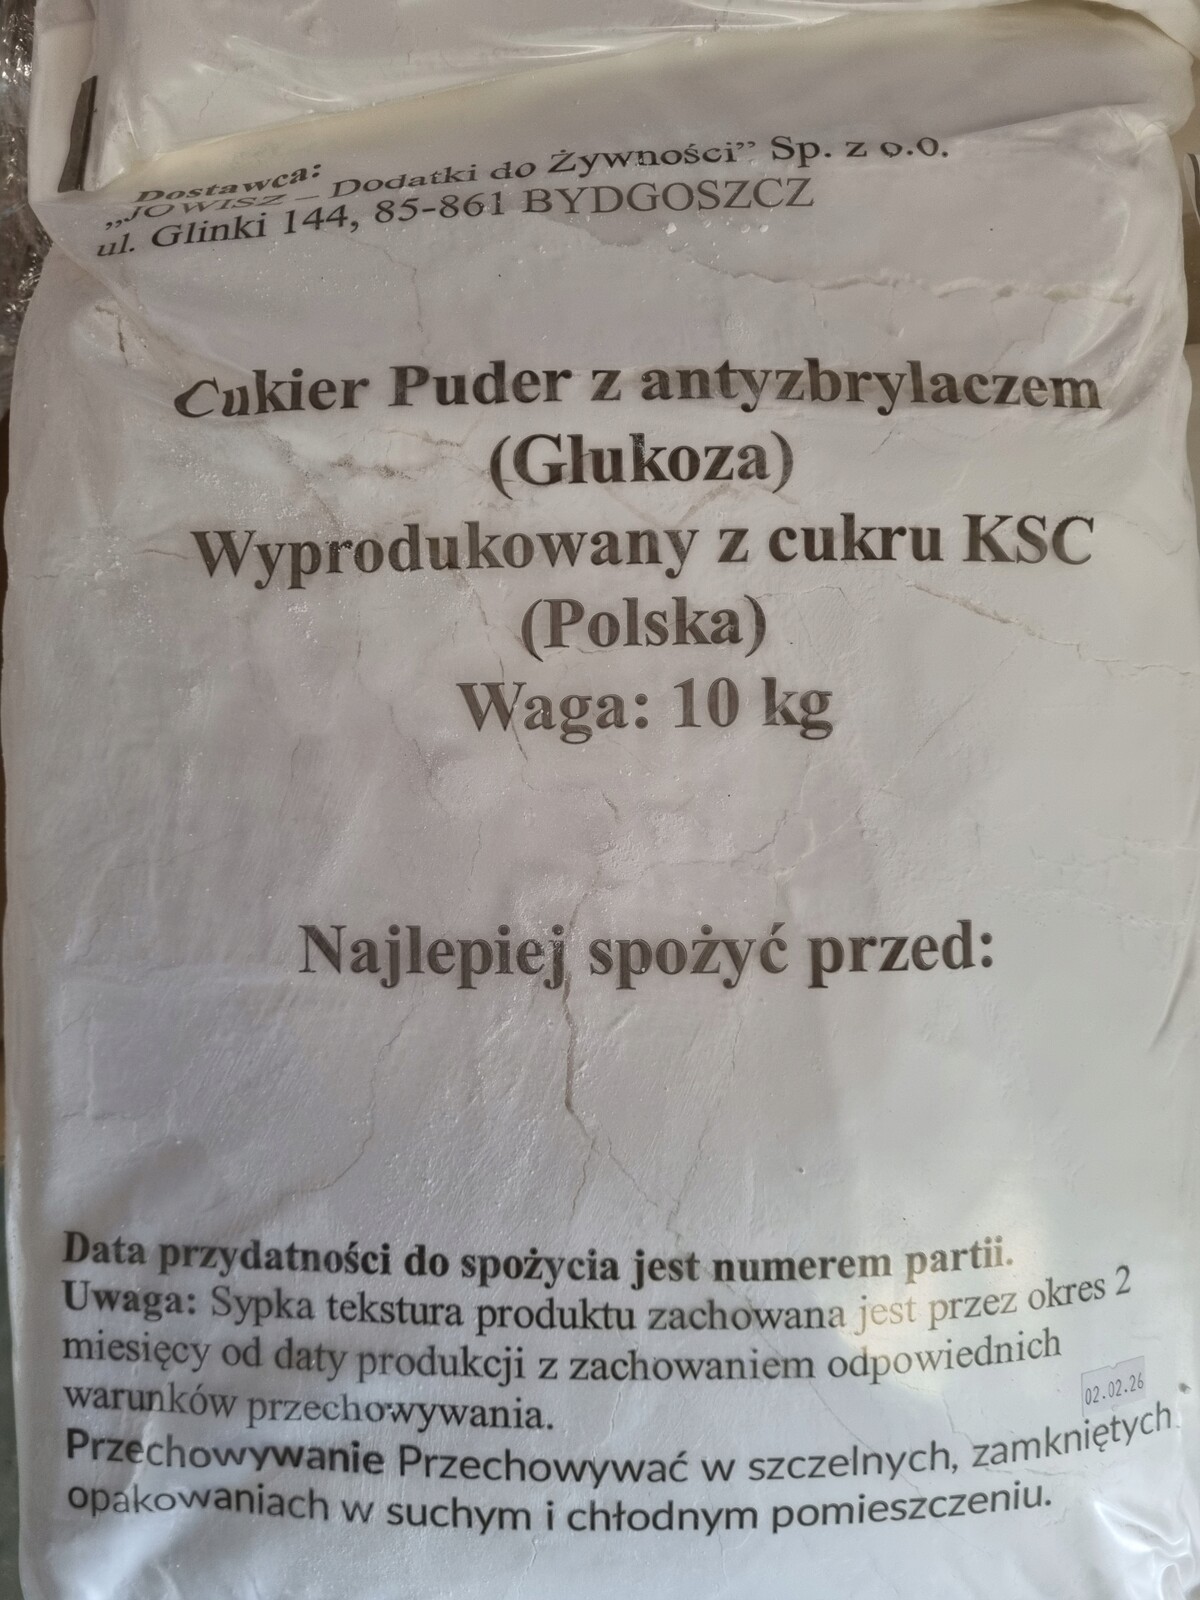 Dostawca:
„JOWISZ – Dodatki do Żywności” Sp. z o.o.
ul. Glinki 144, 85-861 BYDGOSZCZ
Cukier Puder z antyzbrylaczem
(Glukoza)
Wyprodukowany z cukru KSC
(Polska)
Waga: 10 kg
Najlepiej spożyć przed:
Data przydatności do spożycia jest numerem partii.
Uwaga: Sypka tekstura produktu zachowana jest przez okres 2
miesięcy od daty produkcji z zachowaniem odpowiednich
warunków przechowywania.
02.02.26
Przechowywanie Przechowywać w szczelnych, zamkniętych
opakowaniach w suchym i chłodnym pomieszczeniu.